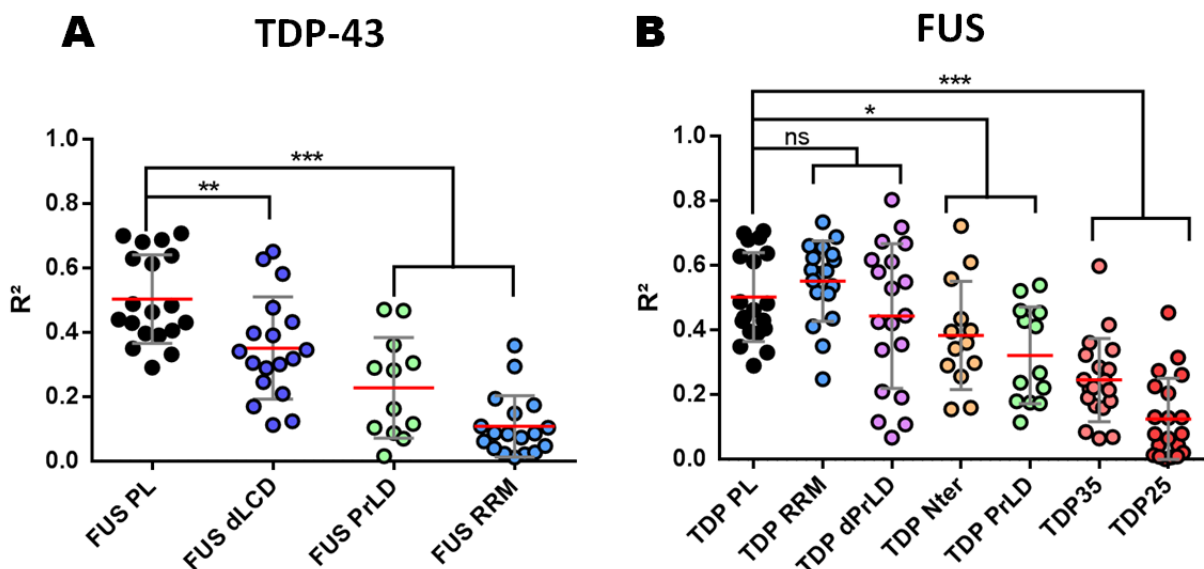 A
TDP-43
R²
1.0
0.8
0.6
0.4
0.2
0.0
***
**
FUS PL
FUS dLCD
FUS PrLD
FUS RRM
B
FUS
R²
1.0
0.8
0.6
0.4
0.2
0.0
***
*
ns
TDP PL
TDP RRM
TDP dPrLD
TDP Nter
TDP PrLD
TDP35
TDP25